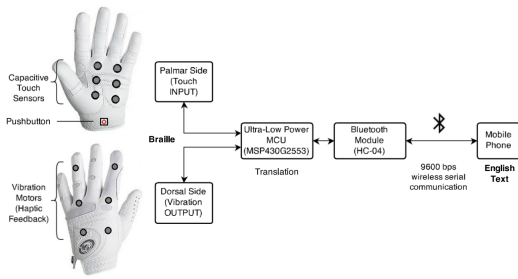 Capacitive
Touch
Sensors
Pushbutton
Vibration
Motors
(Haptic
Feedback)
Palmar Side
(Touch
INPUT)
Braille
Dorsal Side
(Vibration
OUTPUT)
Ultra-Low Power
MCU
(MSP430G2553)
Translation
Bluetooth
Module
(HC-04)
9600 bps
wireless serial
communication
Mobile
Phone
English
Text